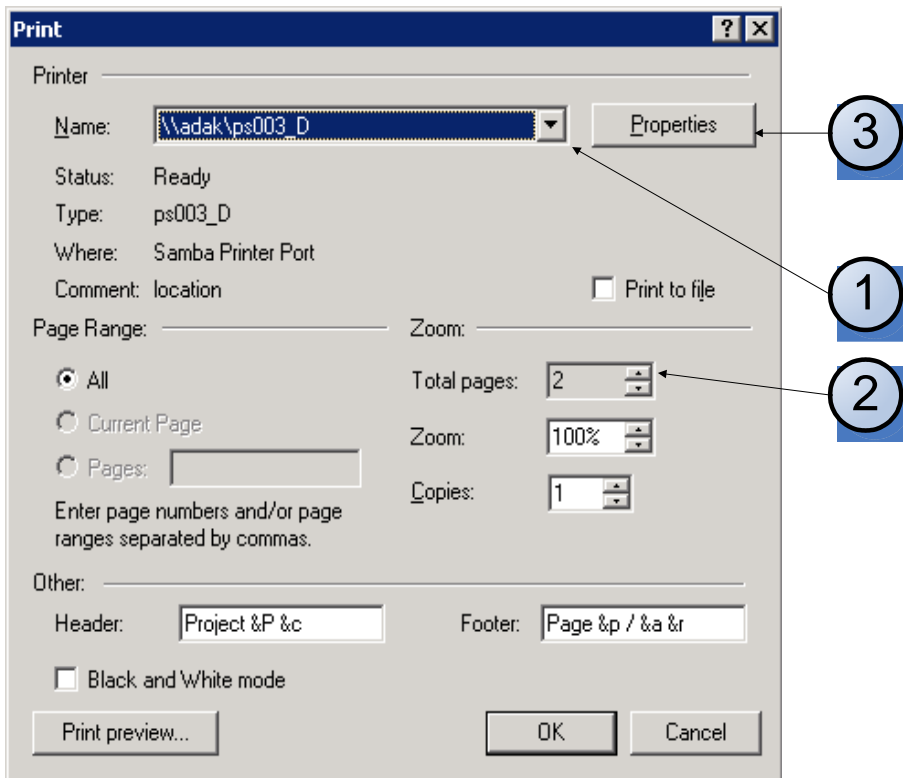 Print
Printer
Name: \\adak\ps003_D Properties
3
Status: Ready
Type: ps003_D
Where: Samba Printer Port
Comment: location Print to file
1
Page Range: Zoom:
All Total pages: 2
2
Current Page Zoom: 100%
Pages:
Copies: 1
Enter page numbers and/or page
ranges separated by commas.
Other:
Header: Project &P &c Footer: Page &p / &a &r
Black and White mode
Print preview... OK Cancel